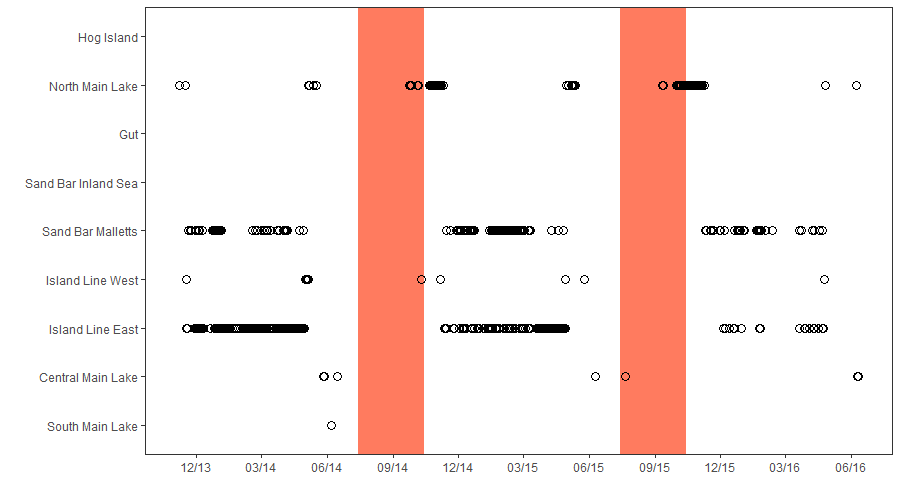 Hog Island
North Main Lake
Gut
Sand Bar Inland Sea
Sand Bar Malletts
Island Line West
Island Line East
Central Main Lake
South Main Lake
12/13 03/14 06/14 09/14 12/14 03/15 06/15 09/15 12/15 03/16 06/16